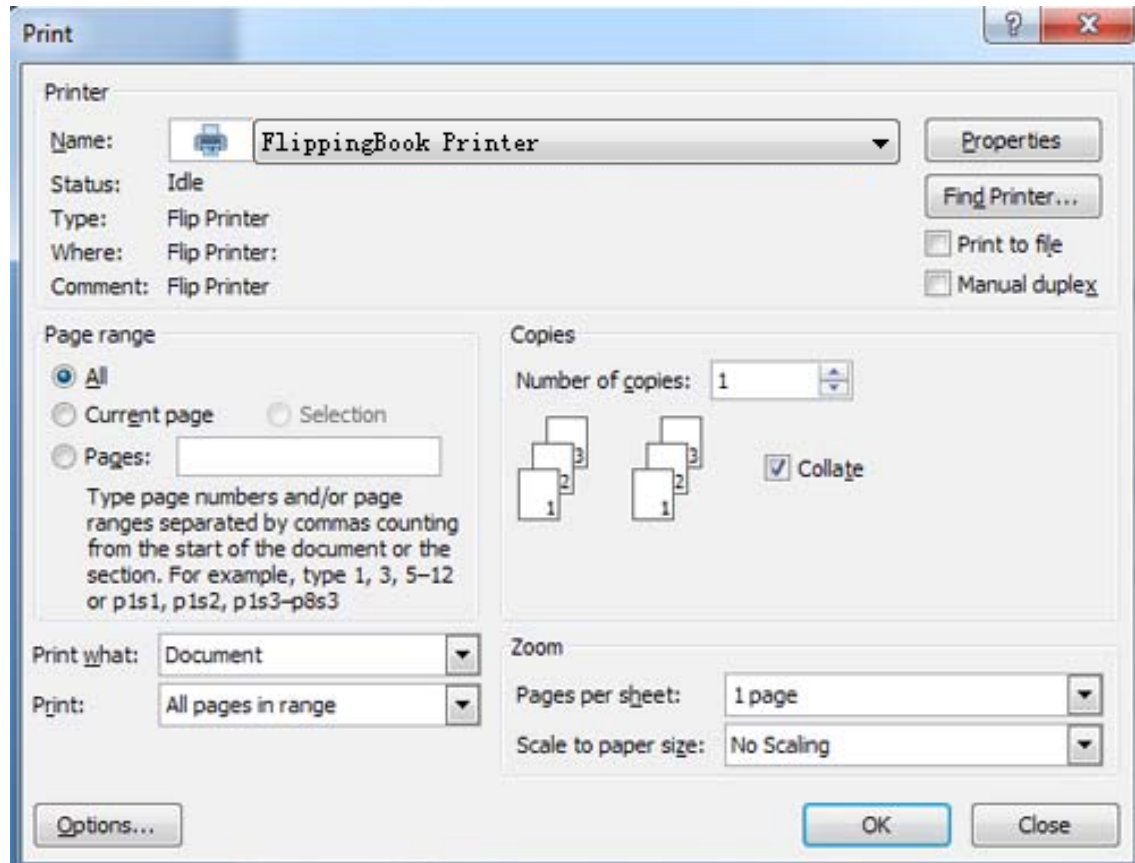 Print
Printer
Name: FlippingBook Printer Properties
Status: Idle Find Printer...
Type: Flip Printer
Where: Flip Printer: Print to file
Comment: Flip Printer Manual duplex
Page range
All
Current page Selection
Pages:
Type page numbers and/or page
ranges separated by commas counting
from the start of the document or the
section. For example, type 1, 3, 5–12
or p1s1, p1s2, p1s3–p8s3
Copies
Number of copies: 1
3 3
2 2
1 1
Collate
Print what: Document
Print: All pages in range
Zoom
Pages per sheet: 1 page
Scale to paper size: No Scaling
Options... OK Close